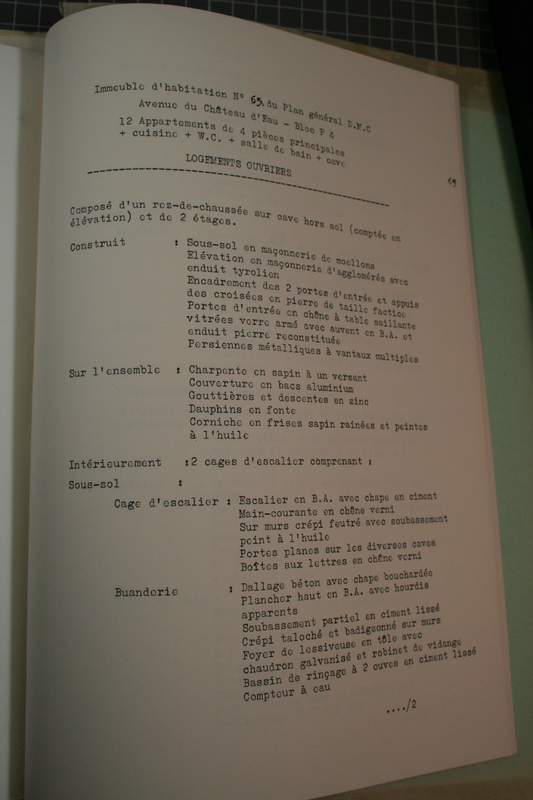 Immeuble d'habitation N° 65 du Plan général D.M.C
Avenue du Château d'Eau - Bloc F 4
12 Appartements de 4 pièces principales
+ cuisine + W.C. + salle de bain + cave
LOGEMENTS OUVRIERS
65
Composé d'un rez-de-chaussée sur cave hors sol (comptée en
élévation) et de 2 étages.
Construit : Sous-sol en maçonnerie de moellons
Elévation en maçonnerie d'agglomérés avec
enduit tyrolien
Encadrement des 2 portes d'entrée et appuis
des croisées en pierre de taille factice
Portes d'entrée en chêne à table saillante
vitrées verre armé avec auvent en B.A. et
enduit pierre reconstituée
Persiennes métalliques à vantaux multiples
Sur l'ensemble : Charpente en sapin à un versant
Couverture en bacs aluminium
Gouttières et descentes en zinc
Dauphins en fonte
Corniche en frises sapin rainées et peintes
à l'huile
Intérieurement :2 cages d'escalier comprenant :
Sous-sol :
Cage d'escalier : Escalier en B.A. avec chape en ciment
Main-courante en chêne verni
Sur murs crépi feutré avec soubassement
peint à l'huile
Portes planes sur les diverses caves
Boîtes aux lettres en chêne verni
Buanderie : Dallage béton avec chape bouchardée
Plancher haut en B.A. avec hourdis
apparents
Soubassement partiel en ciment lissé
Crépi taloché et badigeonné sur murs
Foyer de lessiveuse en tôle avec
chaudron galvanisé et robinet de vidange
Bassin de rinçage à 2 cuves en ciment lissé
Compteur à eau
..../2